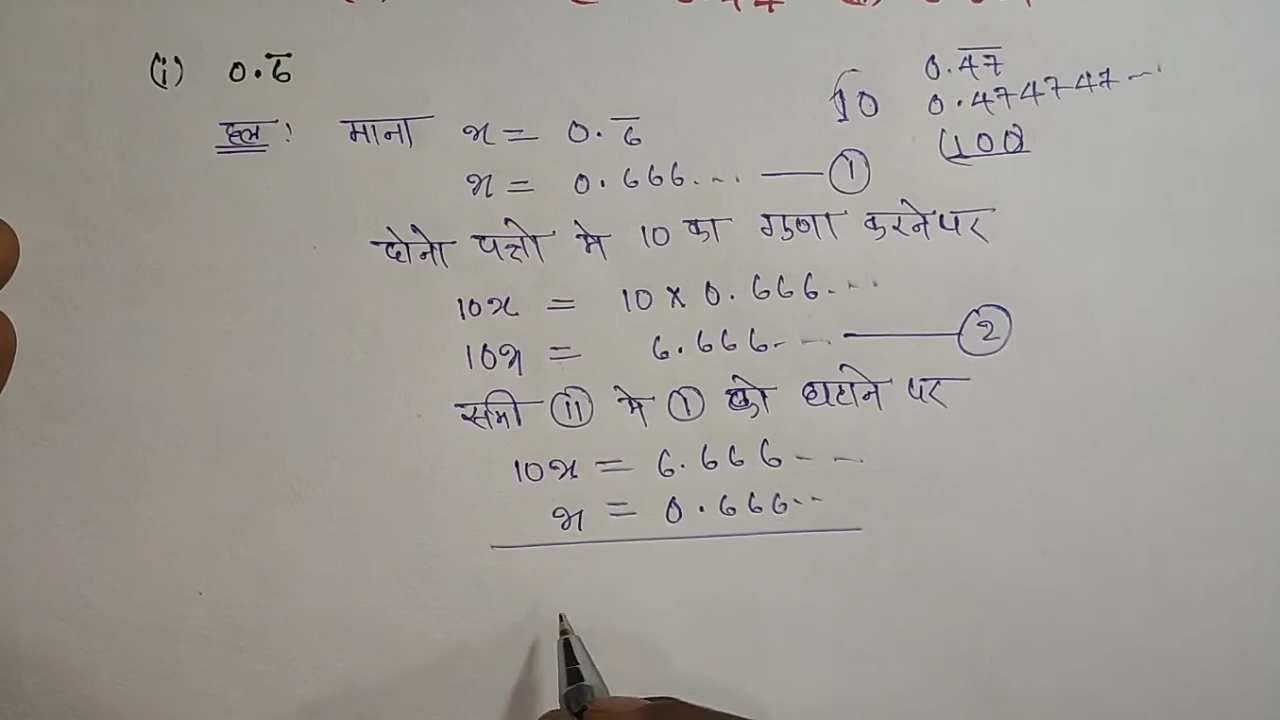 (i) 0.6̅
हल : माना x = 0.6̅
x = 0.666... —— ①
दोनो पक्षो मे 10 का गुणा करने पर
10x = 10 × 0.666...
10x = 6.666... —— ②
समी ⑪ मे ① को घटाने पर
10x = 6.666...
x = 0.666..
10
0.4̅7̅
0.474747...
(100)